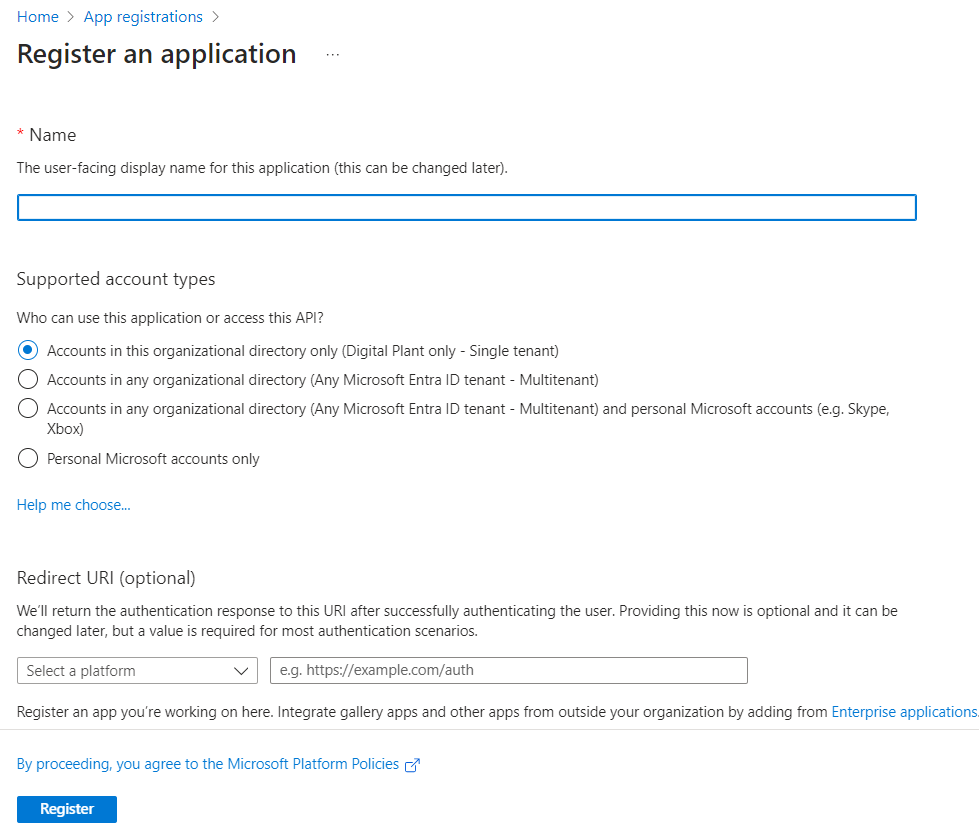 Home > App registrations >
Register an application ...
* Name
The user-facing display name for this application (this can be changed later).
Supported account types
Who can use this application or access this API?
Accounts in this organizational directory only (Digital Plant only - Single tenant)
Accounts in any organizational directory (Any Microsoft Entra ID tenant - Multitenant)
Accounts in any organizational directory (Any Microsoft Entra ID tenant - Multitenant) and personal Microsoft accounts (e.g. Skype,
Xbox)
Personal Microsoft accounts only
Help me choose...
Redirect URI (optional)
We'll return the authentication response to this URI after successfully authenticating the user. Providing this now is optional and it can be
changed later, but a value is required for most authentication scenarios.
Select a platform e.g. https://example.com/auth
Register an app you're working on here. Integrate gallery apps and other apps from outside your organization by adding from Enterprise applications.
By proceeding, you agree to the Microsoft Platform Policies
Register